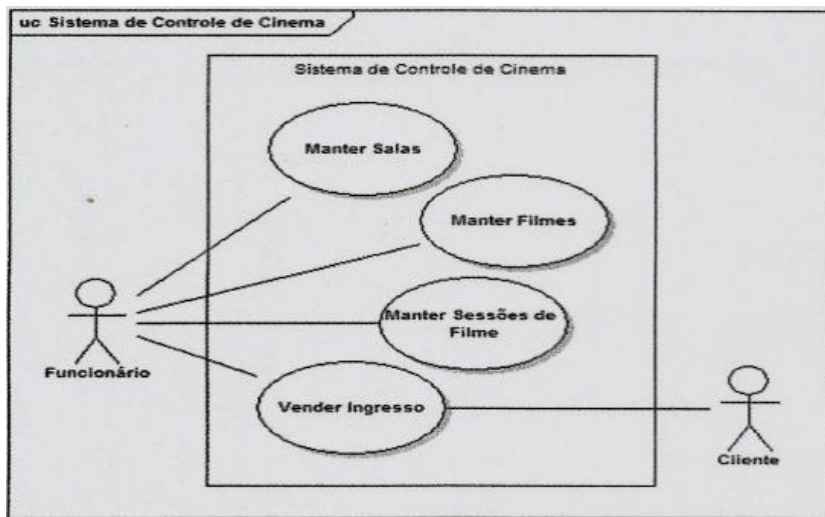 uc Sistema de Controle de Cinema
Sistema de Controle de Cinema
Manter Salas
Manter Filmes
Manter Sessões de
Filme
Funcionário
Vender Ingresso
Cliente